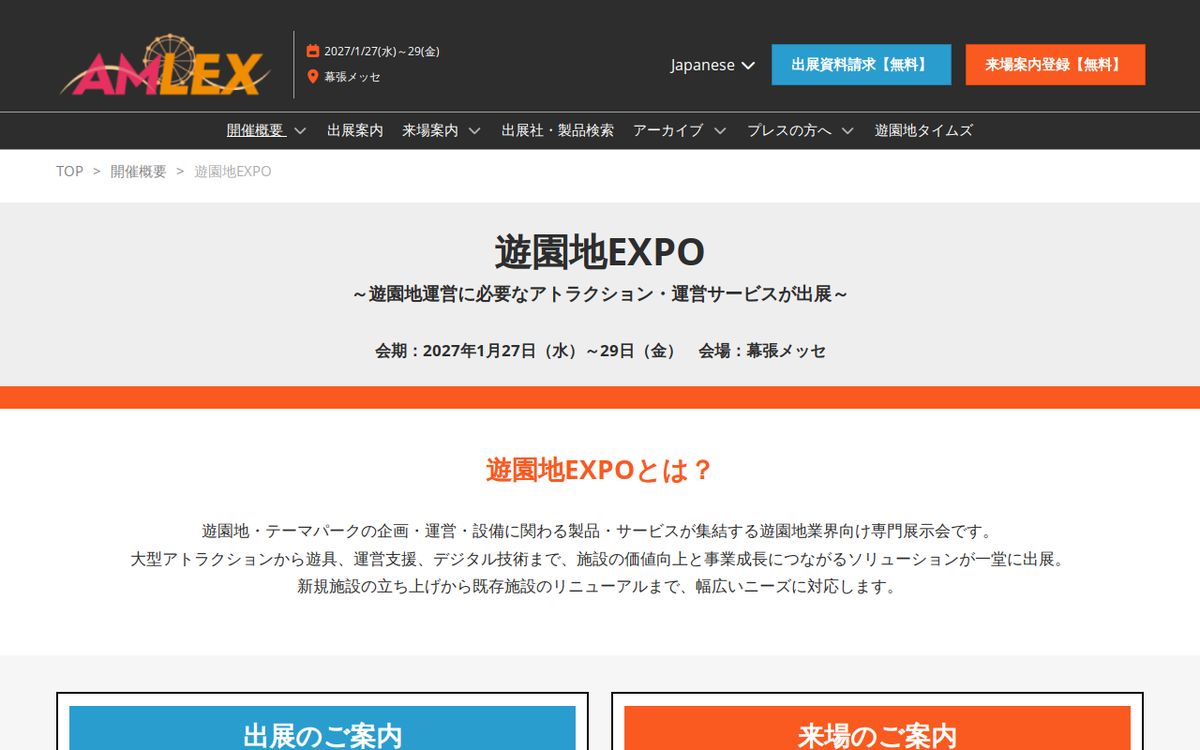 AMLEX
2027/1/27(水)～29(金)
幕張メッセ
Japanese
出展資料請求【無料】
来場案内登録【無料】
開催概要
出展案内
来場案内
出展社・製品検索
アーカイブ
プレスの方へ
遊園地タイムズ
TOP > 開催概要 > 遊園地EXPO
遊園地EXPO
～遊園地運営に必要なアトラクション・運営サービスが出展～
会期：2027年1月27日（水）～29日（金）　会場：幕張メッセ
遊園地EXPOとは？
遊園地・テーマパークの企画・運営・設備に関わる製品・サービスが集結する遊園地業界向け専門展示会です。
大型アトラクションから遊具、運営支援、デジタル技術まで、施設の価値向上と事業成長につながるソリューションが一堂に出展。
新規施設の立ち上げから既存施設のリニューアルまで、幅広いニーズに対応します。
出展のご案内
来場のご案内